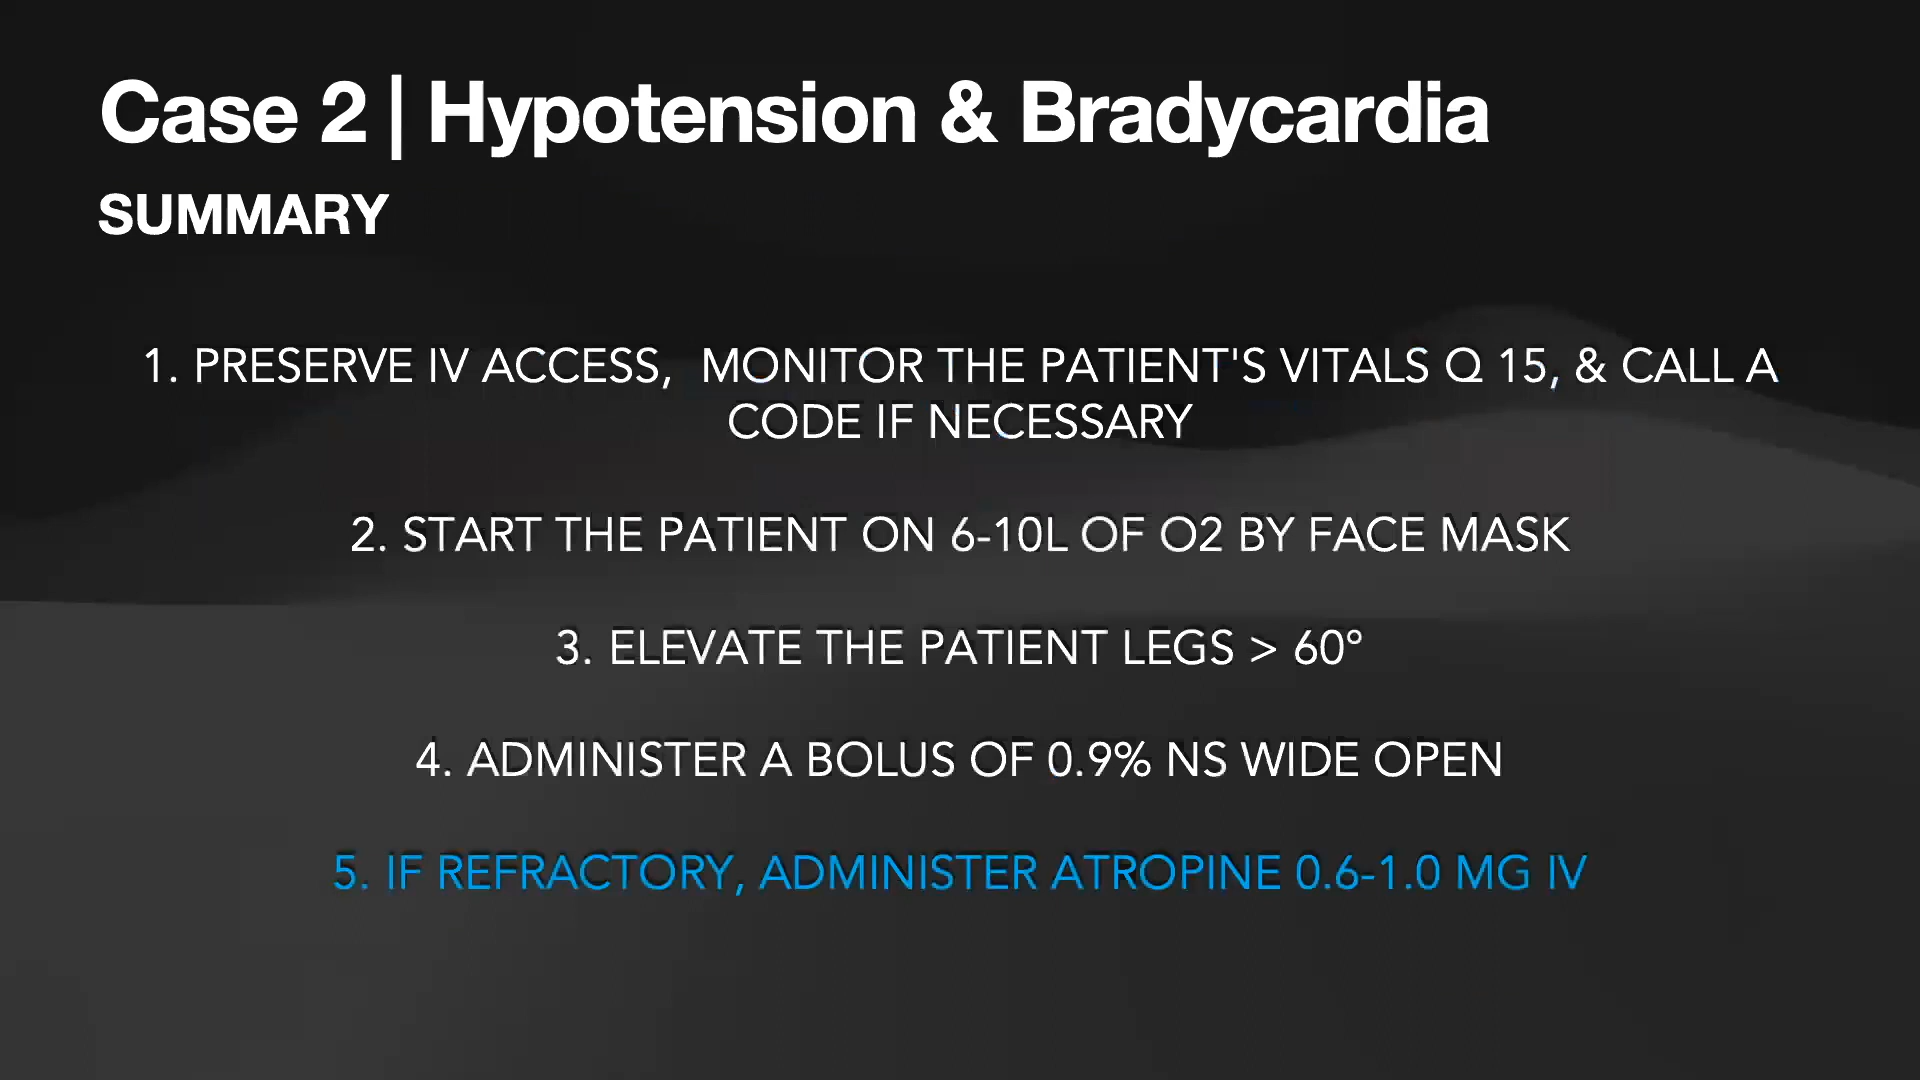 Case 2 | Hypotension & Bradycardia
SUMMARY
1. PRESERVE IV ACCESS,  MONITOR THE PATIENT'S VITALS Q 15, & CALL A
CODE IF NECESSARY
2. START THE PATIENT ON 6-10L OF O2 BY FACE MASK
3. ELEVATE THE PATIENT LEGS > 60°
4. ADMINISTER A BOLUS OF 0.9% NS WIDE OPEN
5. IF REFRACTORY, ADMINISTER ATROPINE 0.6-1.0 MG IV